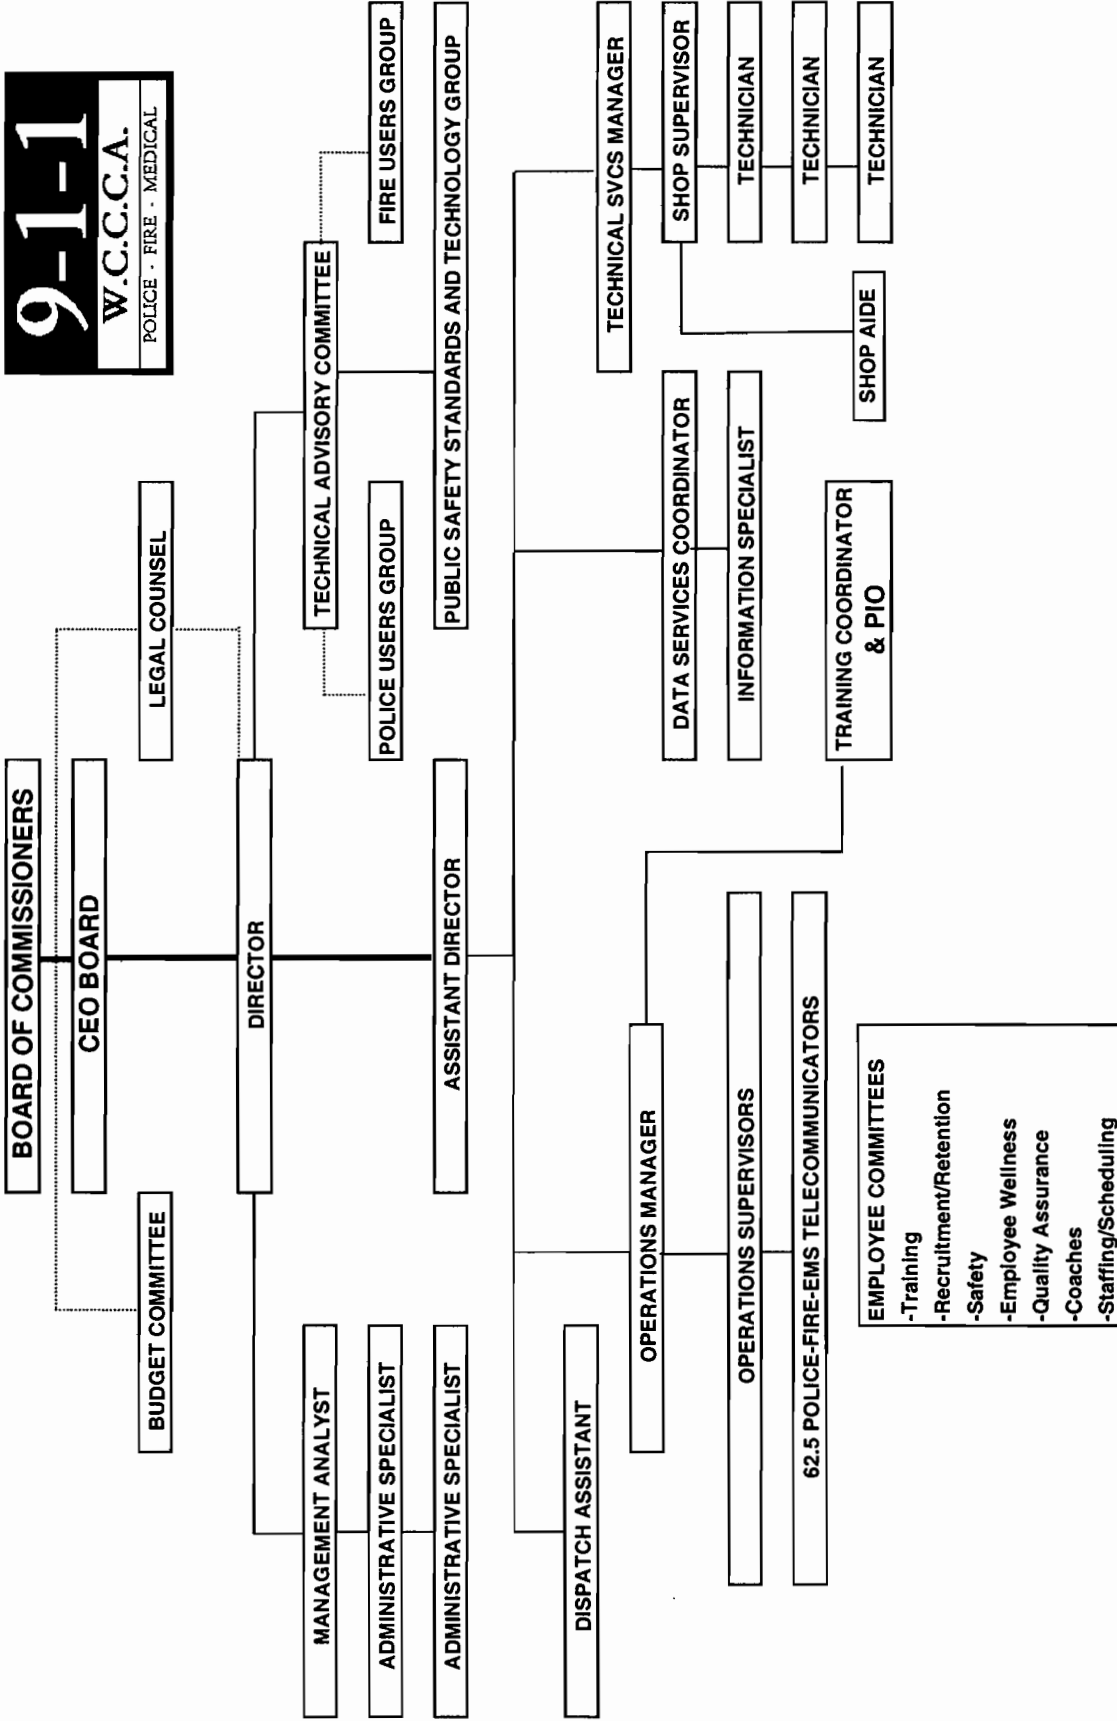 9-1-1
W.C.C.C.A.
POLICE - FIRE - MEDICAL
BOARD OF COMMISSIONERS
CEO BOARD
BUDGET COMMITTEE
LEGAL COUNSEL
DIRECTOR
MANAGEMENT ANALYST
TECHNICAL ADVISORY COMMITTEE
ADMINISTRATIVE SPECIALIST
POLICE USERS GROUP
FIRE USERS GROUP
ADMINISTRATIVE SPECIALIST
ASSISTANT DIRECTOR
PUBLIC SAFETY STANDARDS AND TECHNOLOGY GROUP
DISPATCH ASSISTANT
TECHNICAL SVCS MANAGER
OPERATIONS MANAGER
DATA SERVICES COORDINATOR
SHOP SUPERVISOR
OPERATIONS SUPERVISORS
INFORMATION SPECIALIST
TECHNICIAN
62.5 POLICE-FIRE-EMS TELECOMMUNICATORS
TECHNICIAN
TRAINING COORDINATOR
& PIO
SHOP AIDE
TECHNICIAN
EMPLOYEE COMMITTEES
-Training
-Recruitment/Retention
-Safety
-Employee Wellness
-Quality Assurance
-Coaches
-Staffing/Scheduling